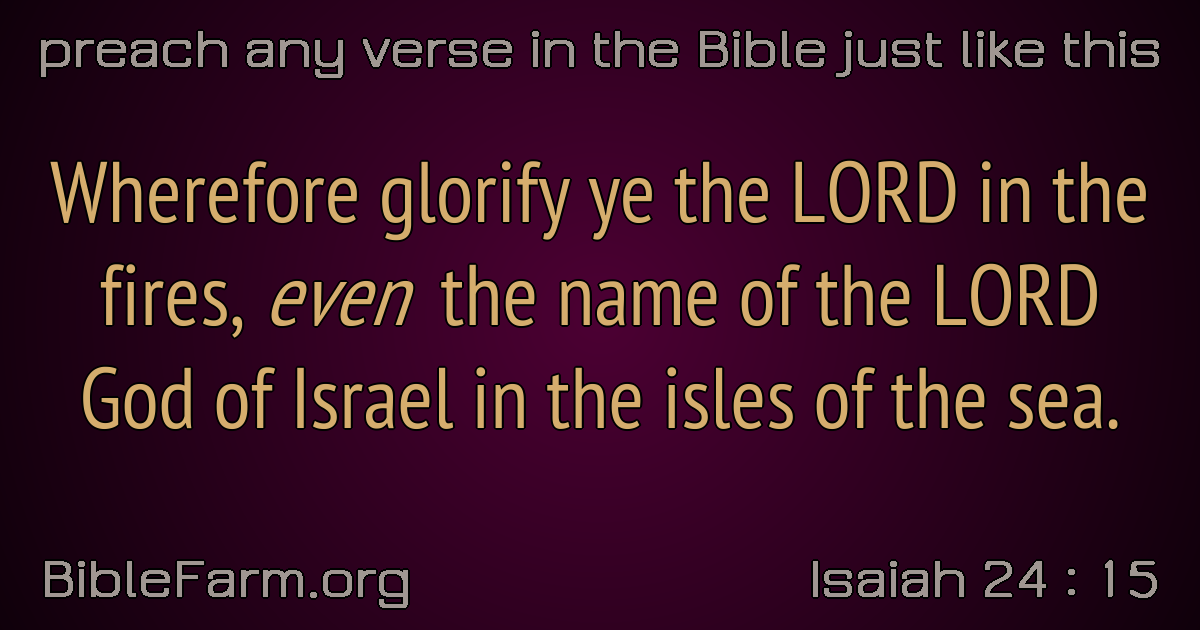 preach any verse in the Bible just like this
Wherefore glorify ye the LORD in the
fires, even the name of the LORD
God of Israel in the isles of the sea.
BibleFarm.org
Isaiah 24 : 15